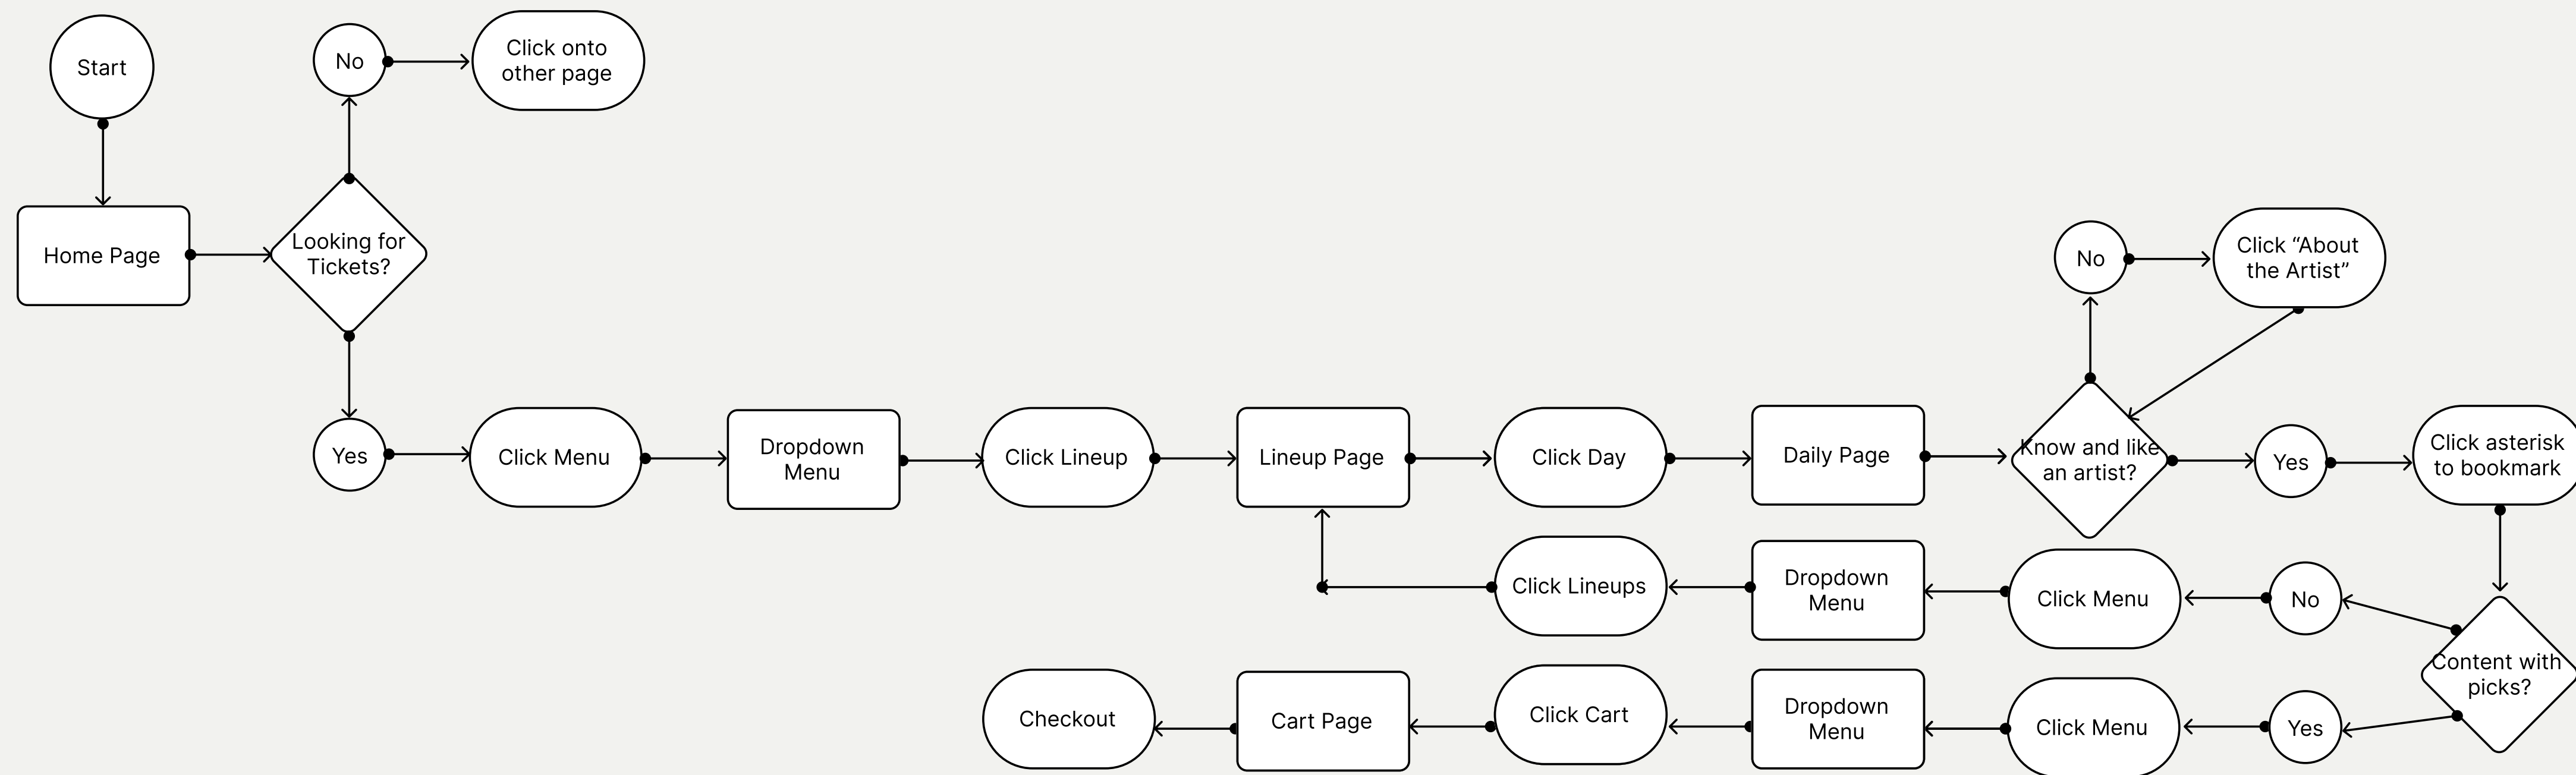 Start
No
Click onto
other page
Home Page
Looking for
Tickets?
No
Click “About
the Artist”
Yes
Click Menu
Dropdown
Menu
Click Lineup
Lineup Page
Click Day
Daily Page
Know and like
an artist?
Yes
Click asterisk
to bookmark
Click Lineups
Dropdown
Menu
Click Menu
No
Content with
picks?
Checkout
Cart Page
Click Cart
Dropdown
Menu
Click Menu
Yes